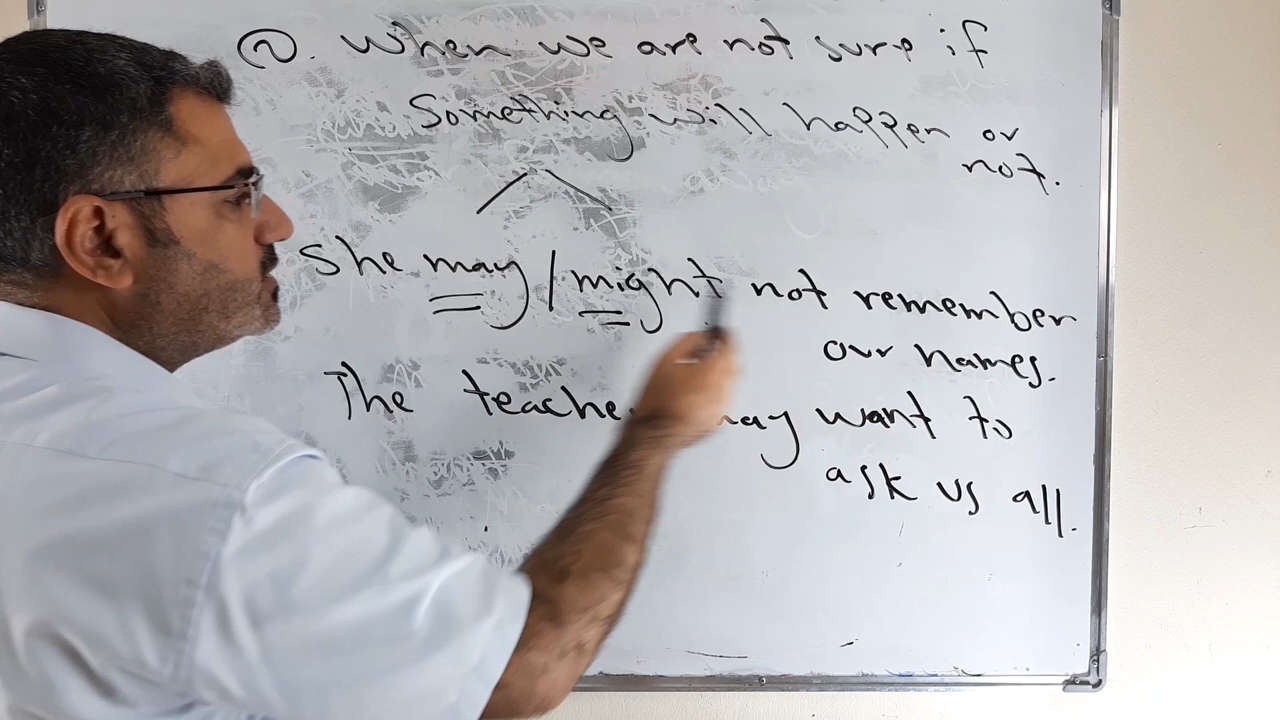 2. When we are not sure if
Something will happen or
not.
She may / might not remember
our names.
The teache may want to
ask us all.